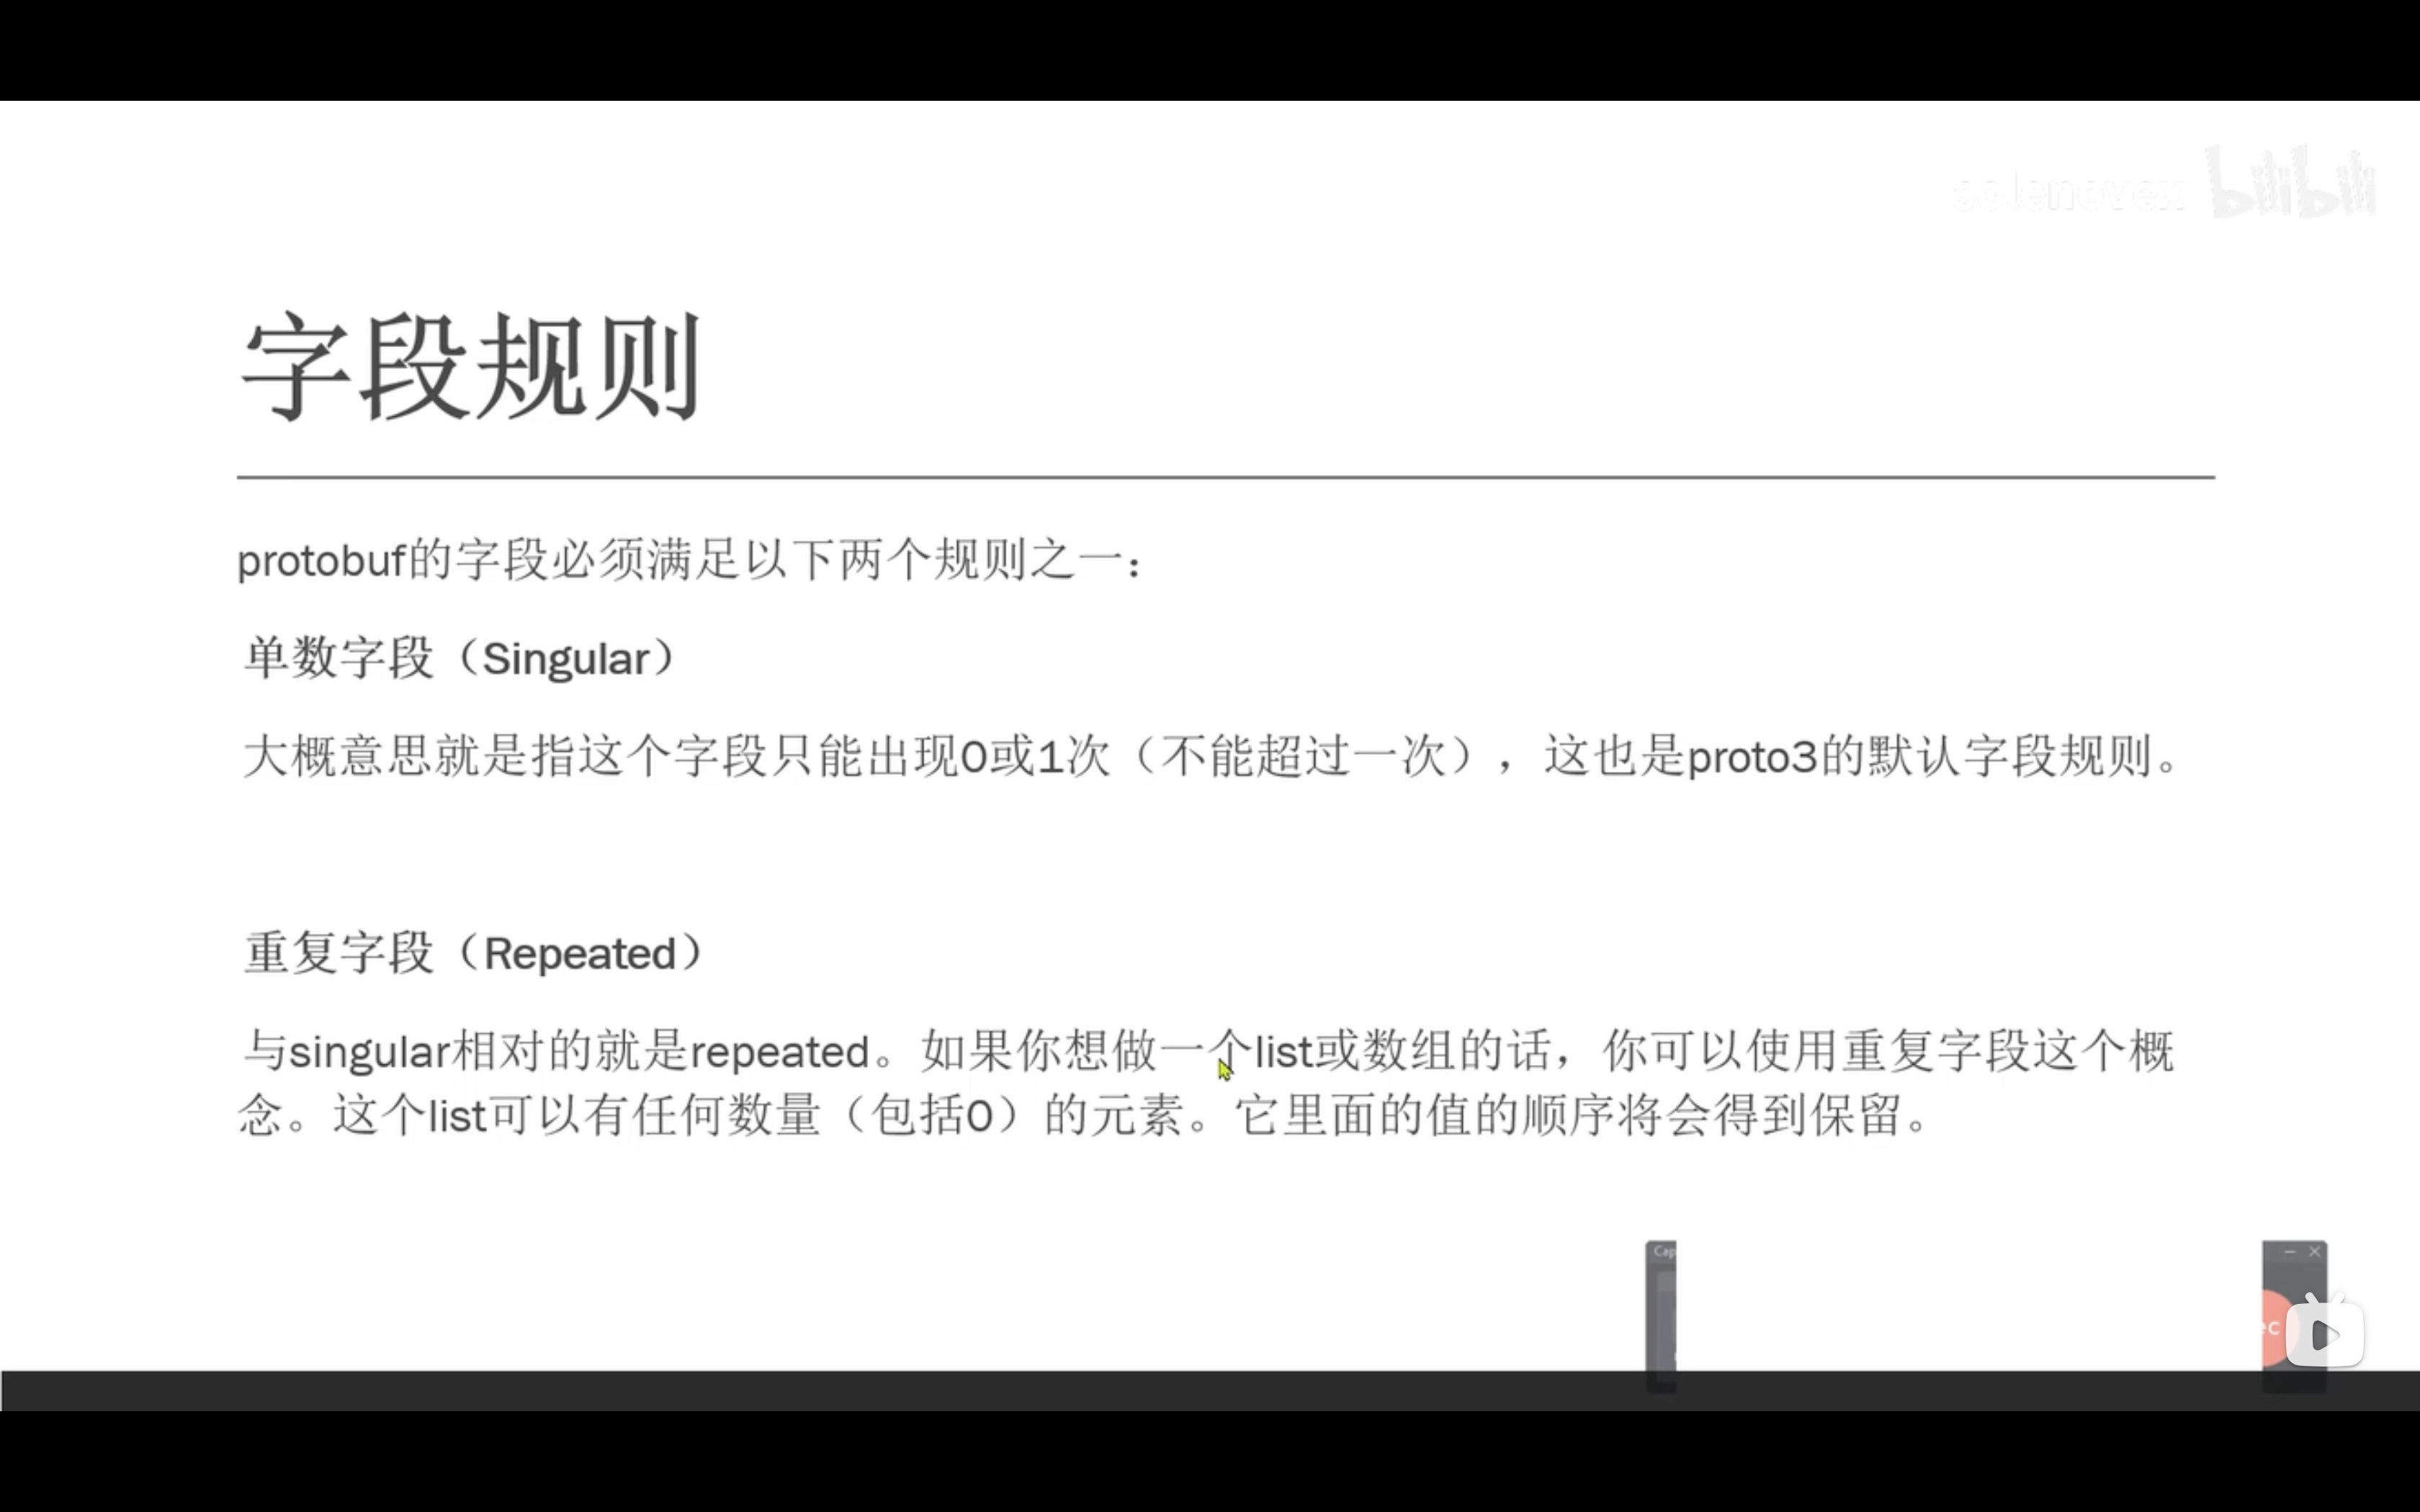 bilibili
字段规则
protobuf的字段必须满足以下两个规则之一：
单数字段（Singular）
大概意思就是指这个字段只能出现0或1次（不能超过一次），这也是proto3的默认字段规则。
重复字段（Repeated）
与singular相对的就是repeated。如果你想做一个list或数组的话，你可以使用重复字段这个概
念。这个list可以有任何数量（包括0）的元素。它里面的值的顺序将会得到保留。
Cap
ec